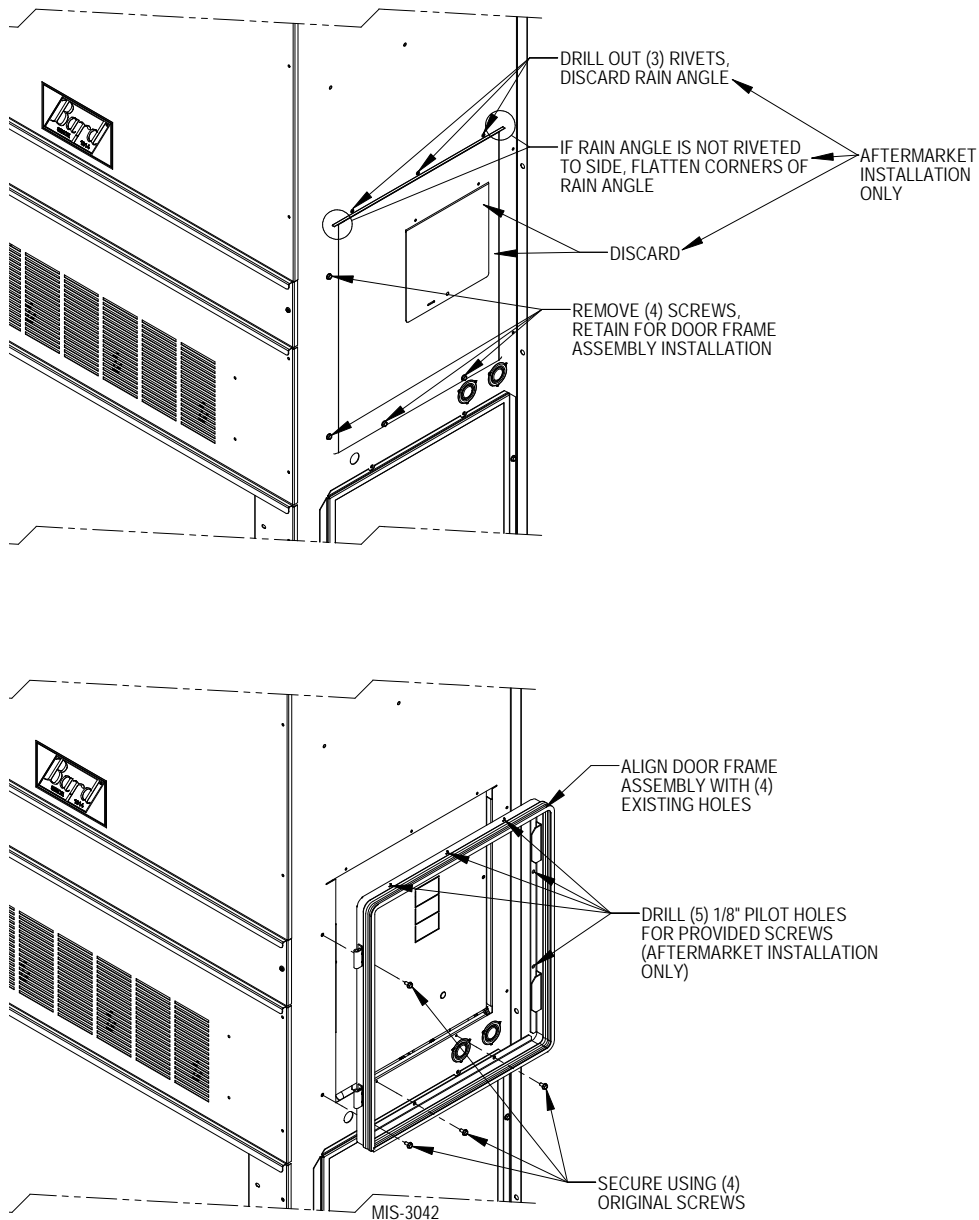 DRILL OUT (3) RIVETS,
DISCARD RAIN ANGLE
IF RAIN ANGLE IS NOT RIVETED
TO SIDE, FLATTEN CORNERS OF
RAIN ANGLE
AFTERMARKET
INSTALLATION
ONLY
DISCARD
REMOVE (4) SCREWS,
RETAIN FOR DOOR FRAME
ASSEMBLY INSTALLATION
Bard
ALIGN DOOR FRAME
ASSEMBLY WITH (4)
EXISTING HOLES
Bard
DRILL (5) 1/8" PILOT HOLES
FOR PROVIDED SCREWS
(AFTERMARKET INSTALLATION
ONLY)
SECURE USING (4)
ORIGINAL SCREWS
MIS-3042